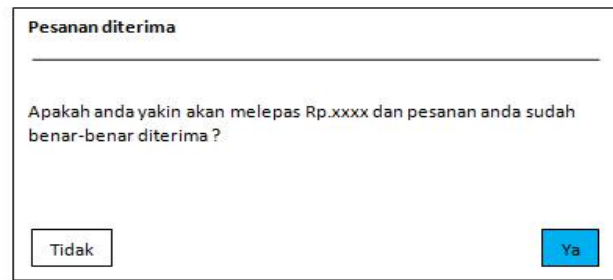 Pesanan diterima
Apakah anda yakin akan melepas Rp.xxxx dan pesanan anda sudah
benar-benar diterima ?
Tidak
Ya